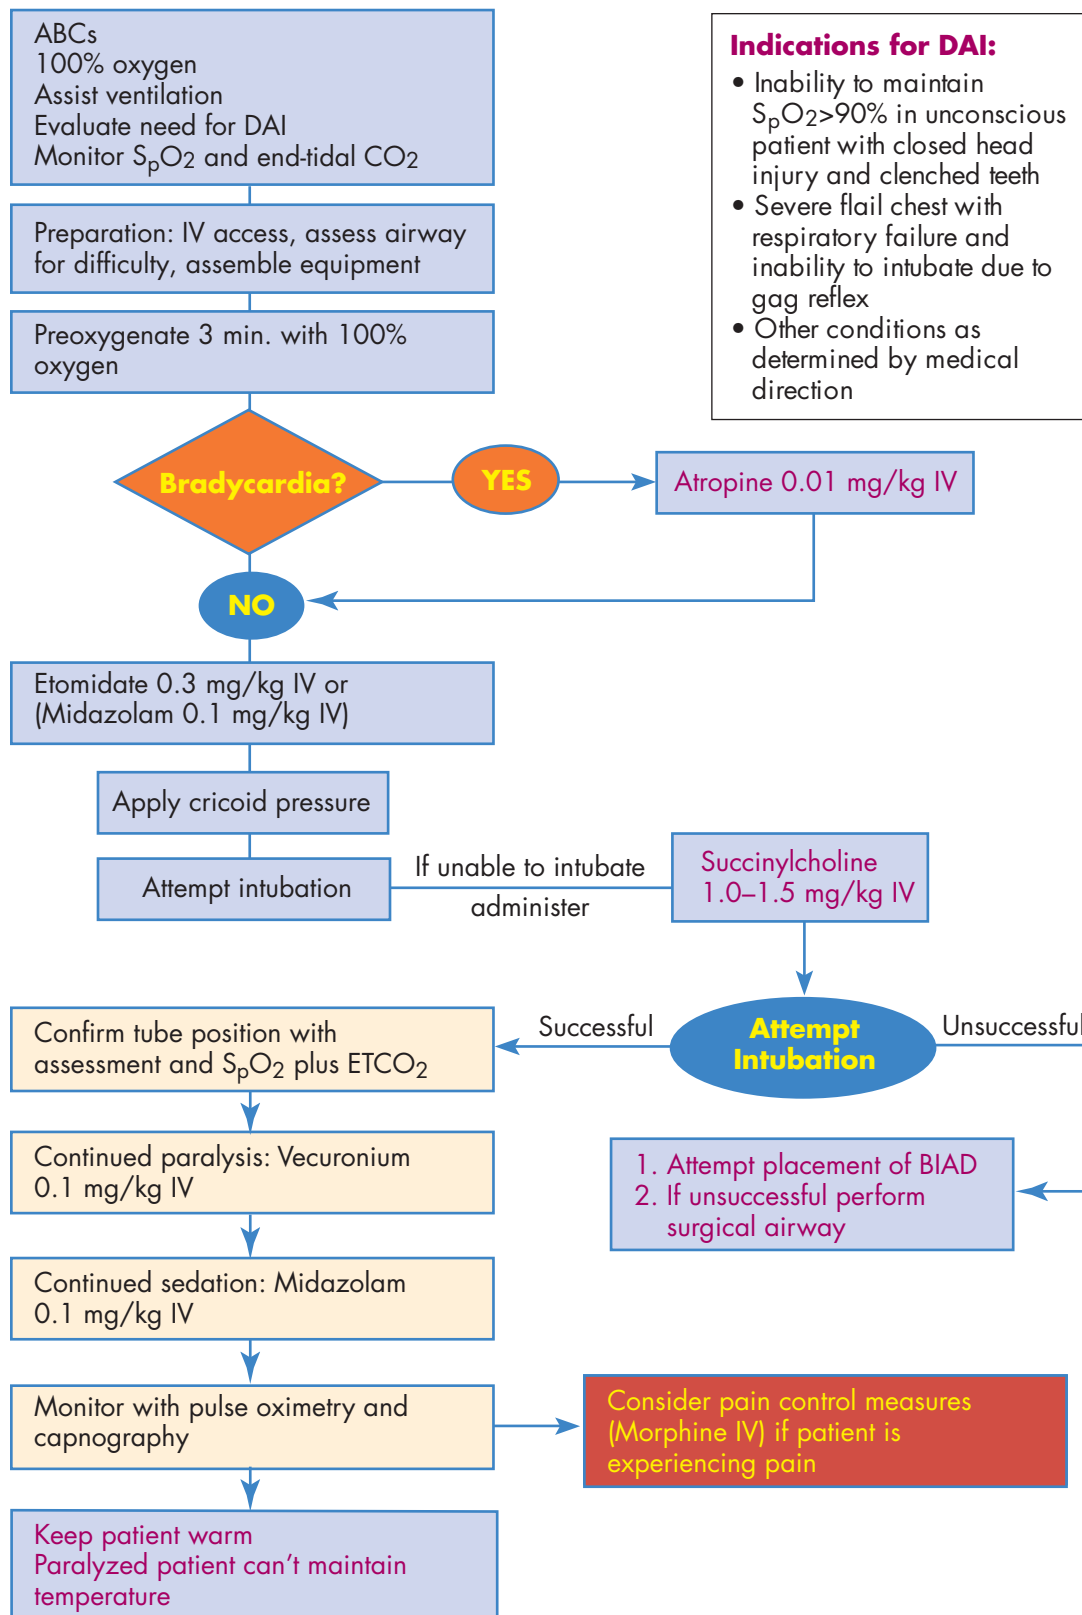 ABCs
100% oxygen
Assist ventilation
Evaluate need for DAI
Monitor SpO2 and end-tidal CO2
Preparation: IV access, assess airway
for difficulty, assemble equipment
Preoxygenate 3 min. with 100%
oxygen
Indications for DAI:
• Inability to maintain
SpO2>90% in unconscious
patient with closed head
injury and clenched teeth
• Severe flail chest with
respiratory failure and
inability to intubate due to
gag reflex
• Other conditions as
determined by medical
direction
Bradycardia?
YES
Atropine 0.01 mg/kg IV
NO
Etomidate 0.3 mg/kg IV or
(Midazolam 0.1 mg/kg IV)
Apply cricoid pressure
Attempt intubation
If unable to intubate
administer
Succinylcholine
1.0–1.5 mg/kg IV
Attempt
Intubation
Successful
Unsuccessful
Confirm tube position with
assessment and SpO2 plus ETCO2
Continued paralysis: Vecuronium
0.1 mg/kg IV
1. Attempt placement of BIAD
2. If unsuccessful perform
surgical airway
Continued sedation: Midazolam
0.1 mg/kg IV
Monitor with pulse oximetry and
capnography
Consider pain control measures
(Morphine IV) if patient is
experiencing pain
Keep patient warm
Paralyzed patient can't maintain
temperature